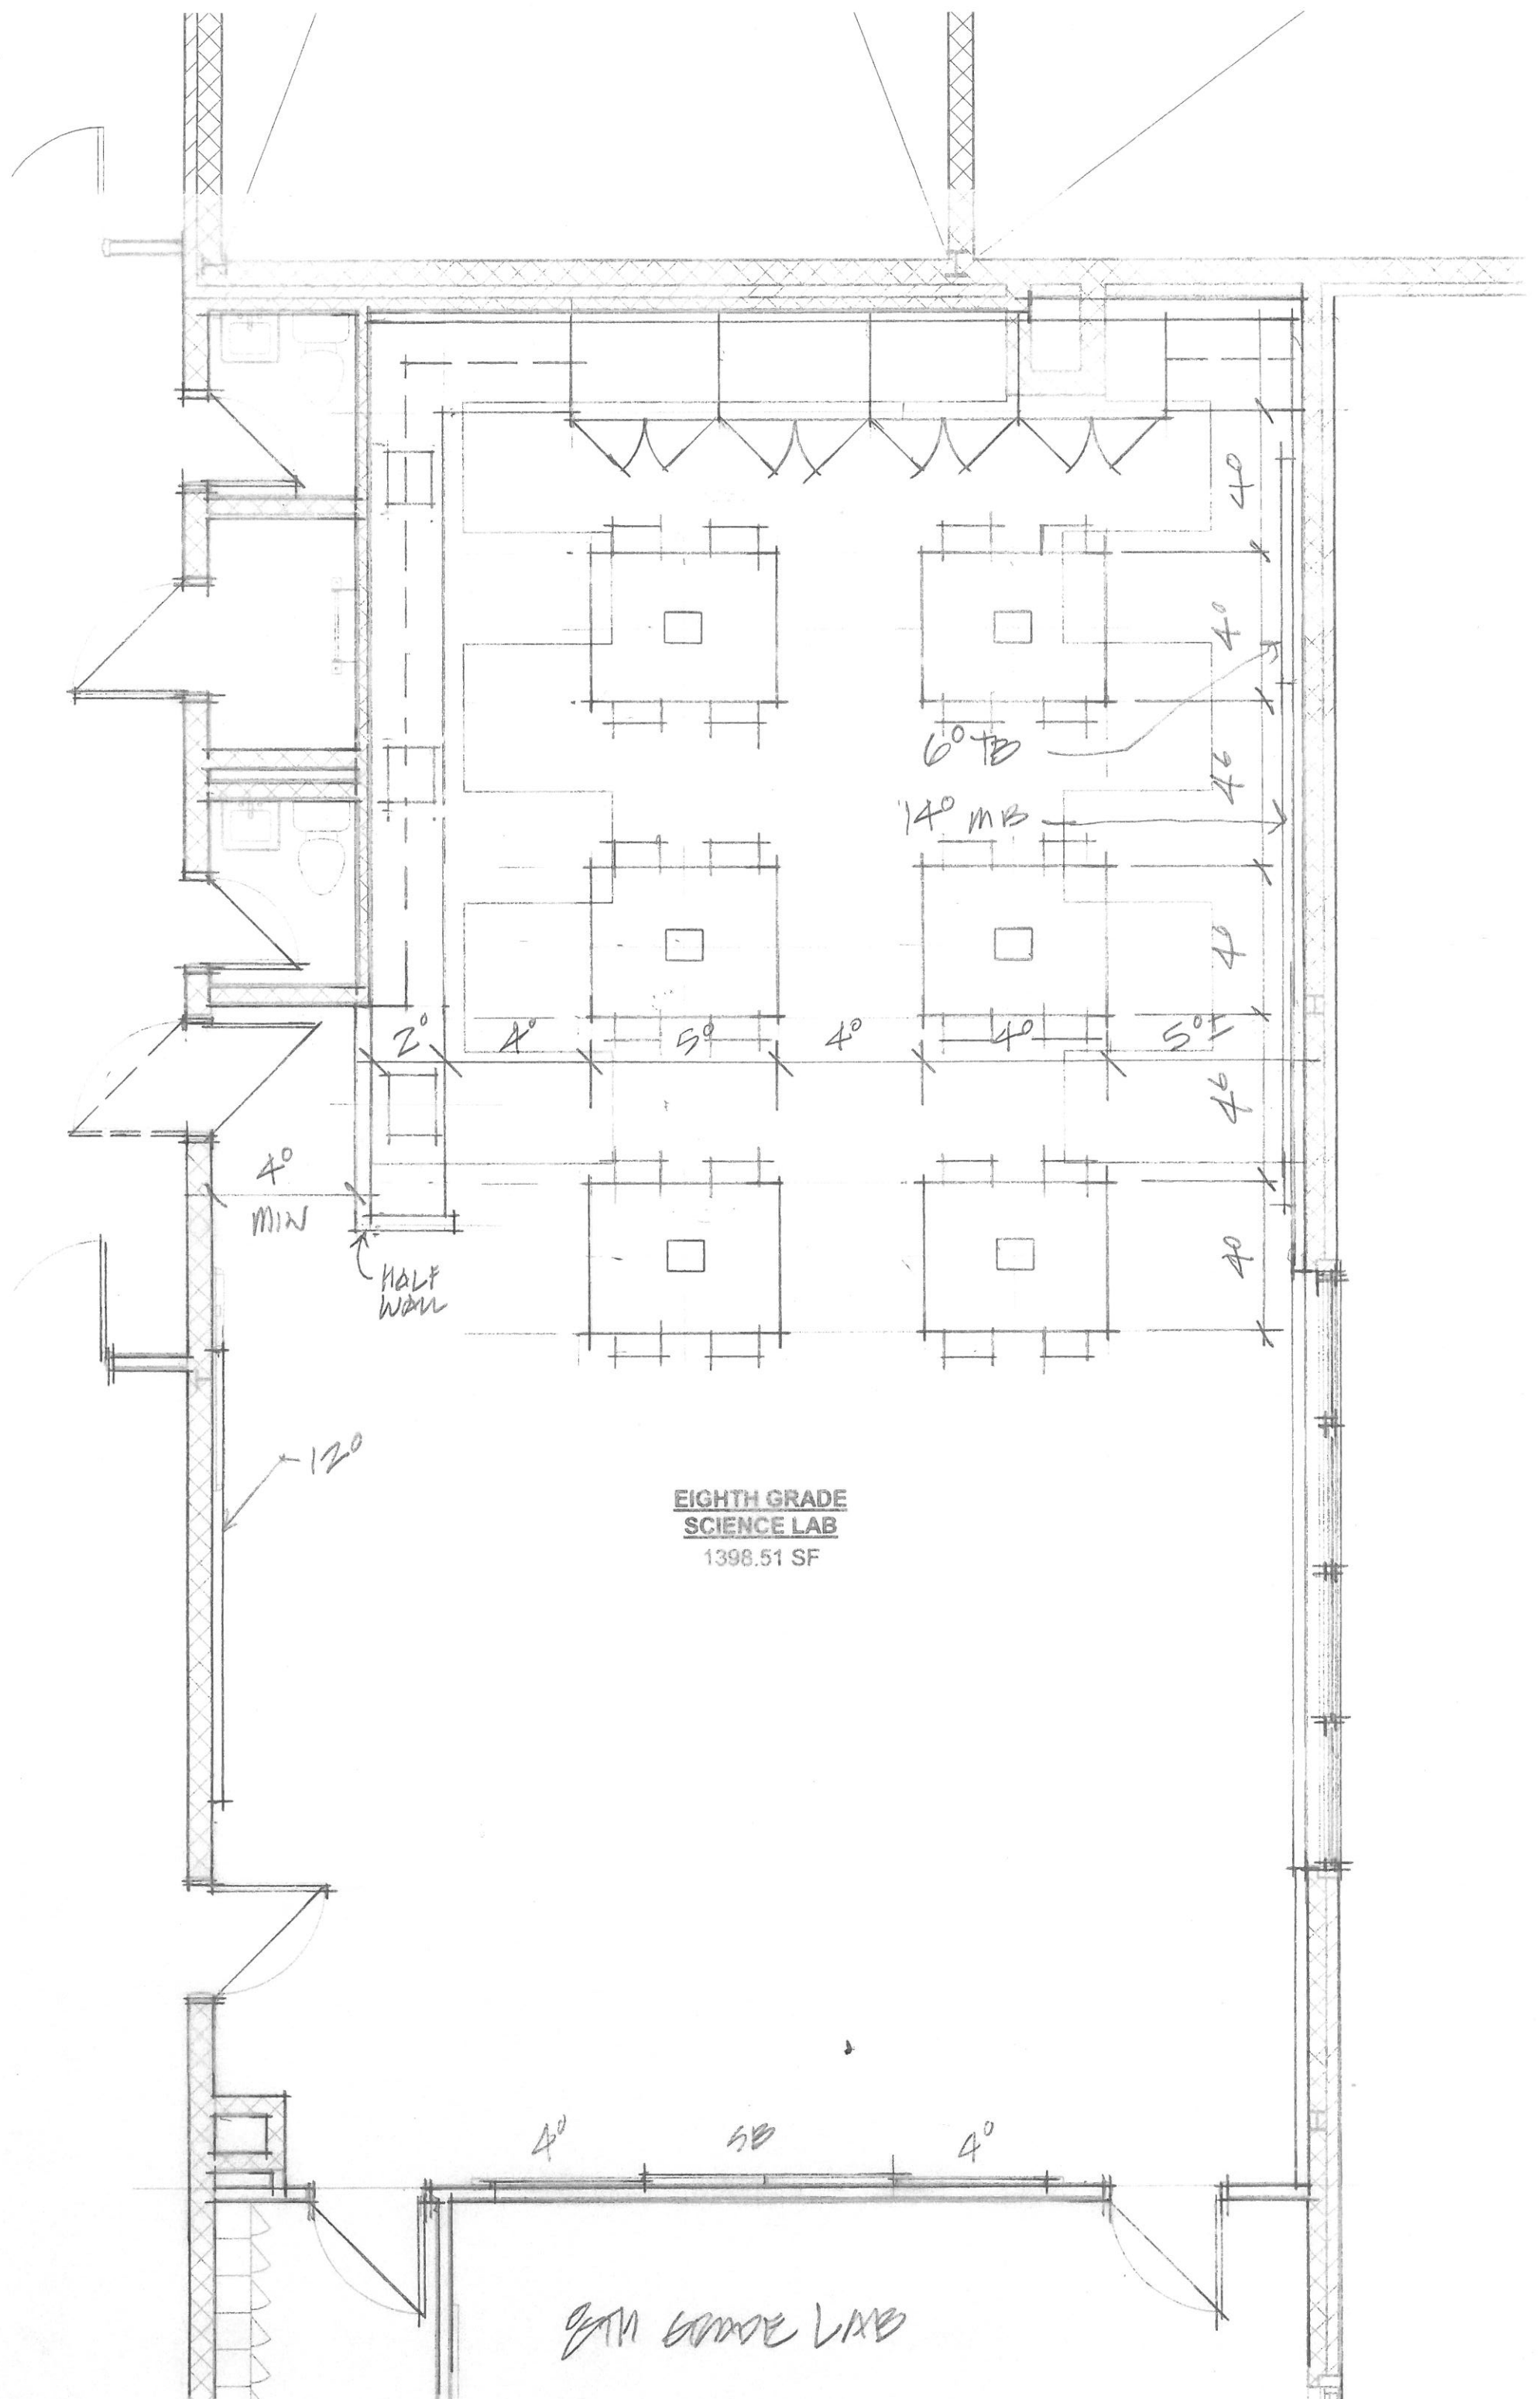 4⁰
4⁰
6⁰ TB
4⁶
14⁰ MB
4⁰
2⁰ 4⁰ 5⁰ 4⁰ 4⁰ 5⁰±
4⁶
4⁰
MIN
HALF
WALL
4⁰
12⁰
EIGHTH GRADE
SCIENCE LAB
1398.51 SF
4⁰ SB 4⁰
8TH GRADE LAB